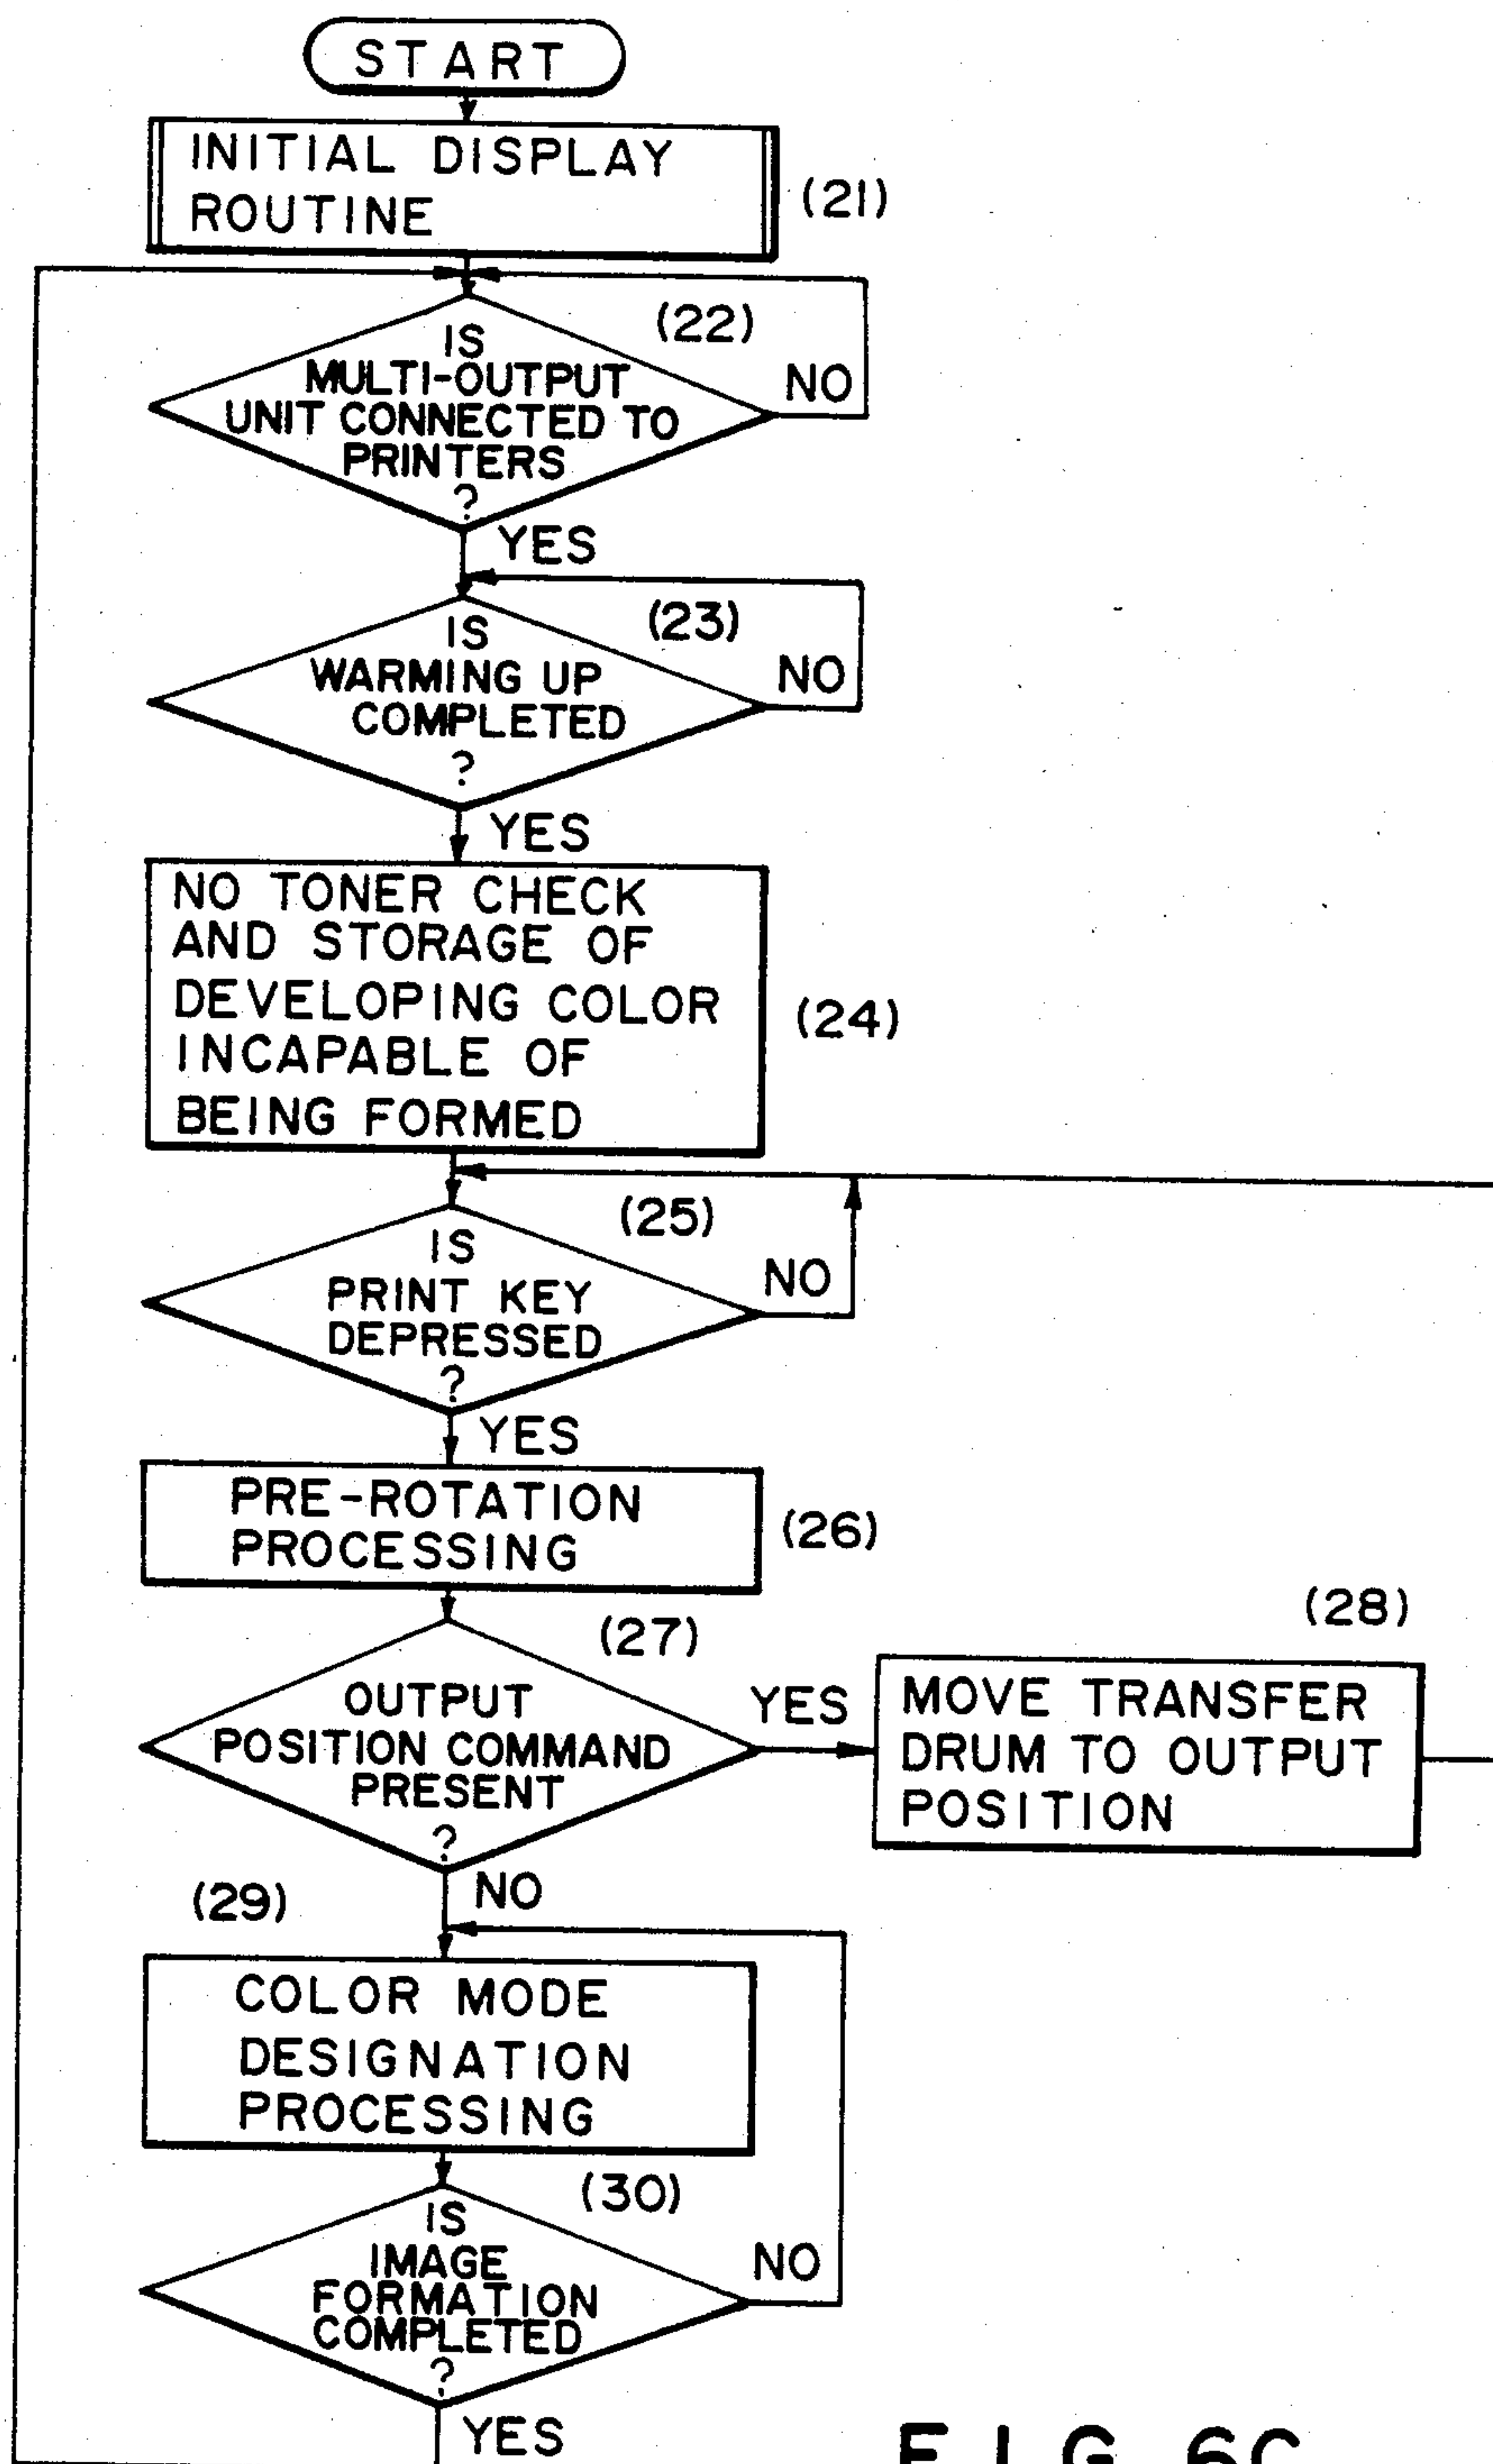 START
INITIAL DISPLAY
ROUTINE
(21)
(22)
IS
MULTI-OUTPUT
UNIT CONNECTED TO
PRINTERS
?
NO
YES
(23)
IS
WARMING UP
COMPLETED
?
NO
YES
NO TONER CHECK
AND STORAGE OF
DEVELOPING COLOR
INCAPABLE OF
BEING FORMED
(24)
(25)
IS
PRINT KEY
DEPRESSED
?
NO
YES
PRE-ROTATION
PROCESSING
(26)
(27)
OUTPUT
POSITION COMMAND
PRESENT
?
YES
(28)
MOVE TRANSFER
DRUM TO OUTPUT
POSITION
NO
(29)
COLOR MODE
DESIGNATION
PROCESSING
(30)
IS
IMAGE
FORMATION
COMPLETED
?
NO
YES
FIG. 6C